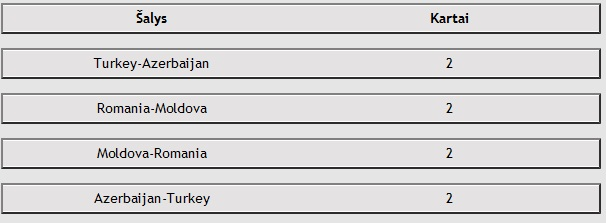 Šalys Kartai
Turkey-Azerbaijan 2
Romania-Moldova 2
Moldova-Romania 2
Azerbaijan-Turkey 2